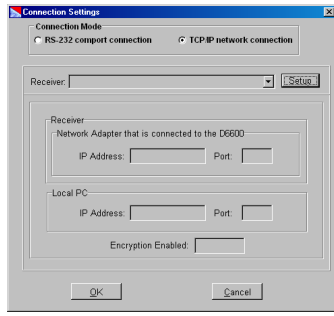 Connection Settings
Connection Mode
RS-232 comport connection
TCP/IP network connection
Receiver:
Setup
Receiver
Network Adapter that is connected to the D6600
IP Address:
Port:
Local PC
IP Address:
Port:
Encryption Enabled:
OK
Cancel